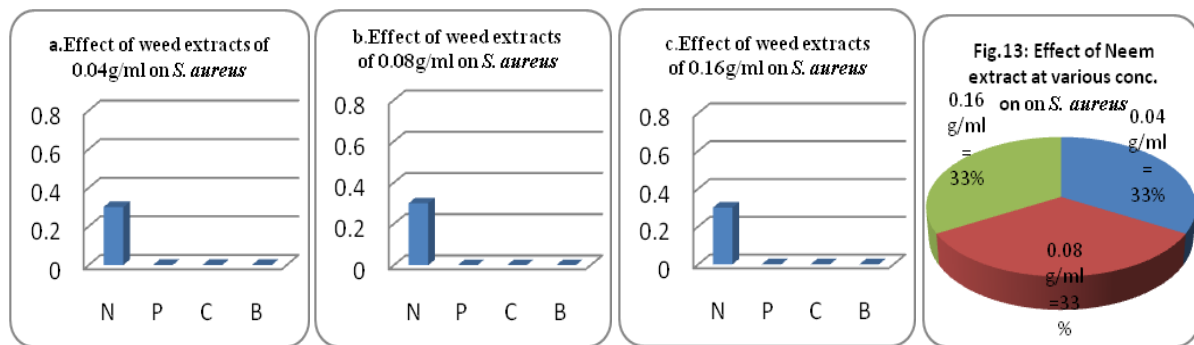 a.Effect of weed extracts of
0.04g/ml on S. aureus
0.8
0.6
0.4
0.2
0
N P C B
b.Effect of weed extracts
of 0.08g/ml on S. aureus
0.8
0.6
0.4
0.2
0
N P C B
c.Effect of weed extracts
of 0.16g/ml on S. aureus
0.8
0.6
0.4
0.2
0
N P C B
Fig.13: Effect of Neem
extract at various conc.
on on S. aureus
0.16
g/ml
=
33%
0.04
g/ml
=
33%
0.08
g/ml
=33
%